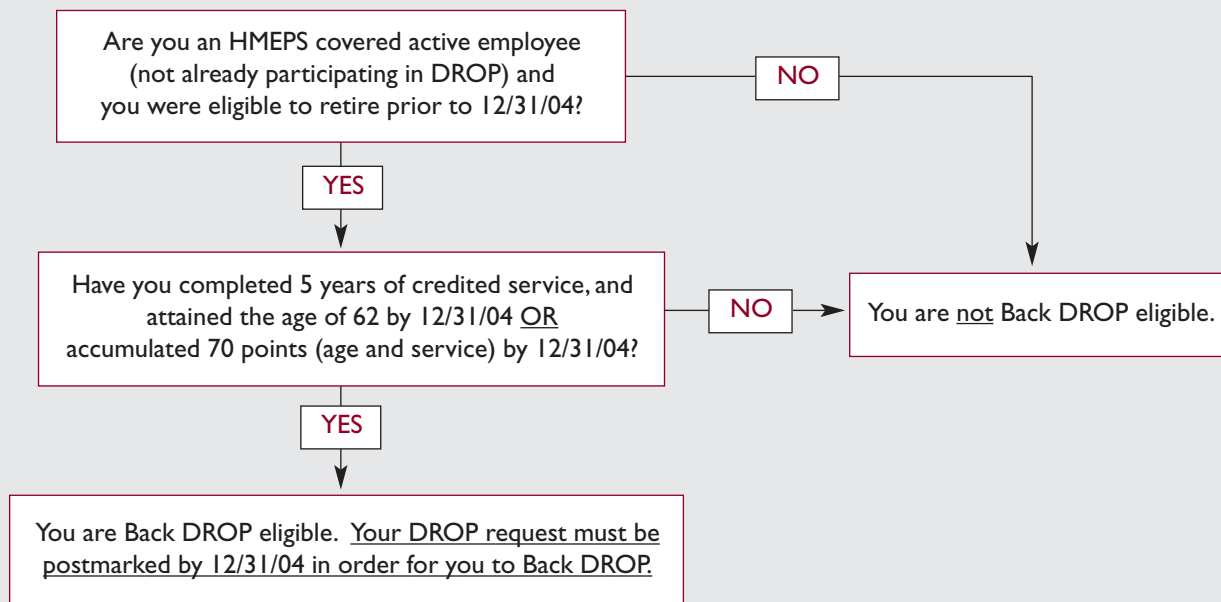 Are you an HMEPS covered active employee
(not already participating in DROP) and
you were eligible to retire prior to 12/31/04?
NO
YES
Have you completed 5 years of credited service, and
attained the age of 62 by 12/31/04 OR
accumulated 70 points (age and service) by 12/31/04?
NO
You are not Back DROP eligible.
YES
You are Back DROP eligible. Your DROP request must be
postmarked by 12/31/04 in order for you to Back DROP.